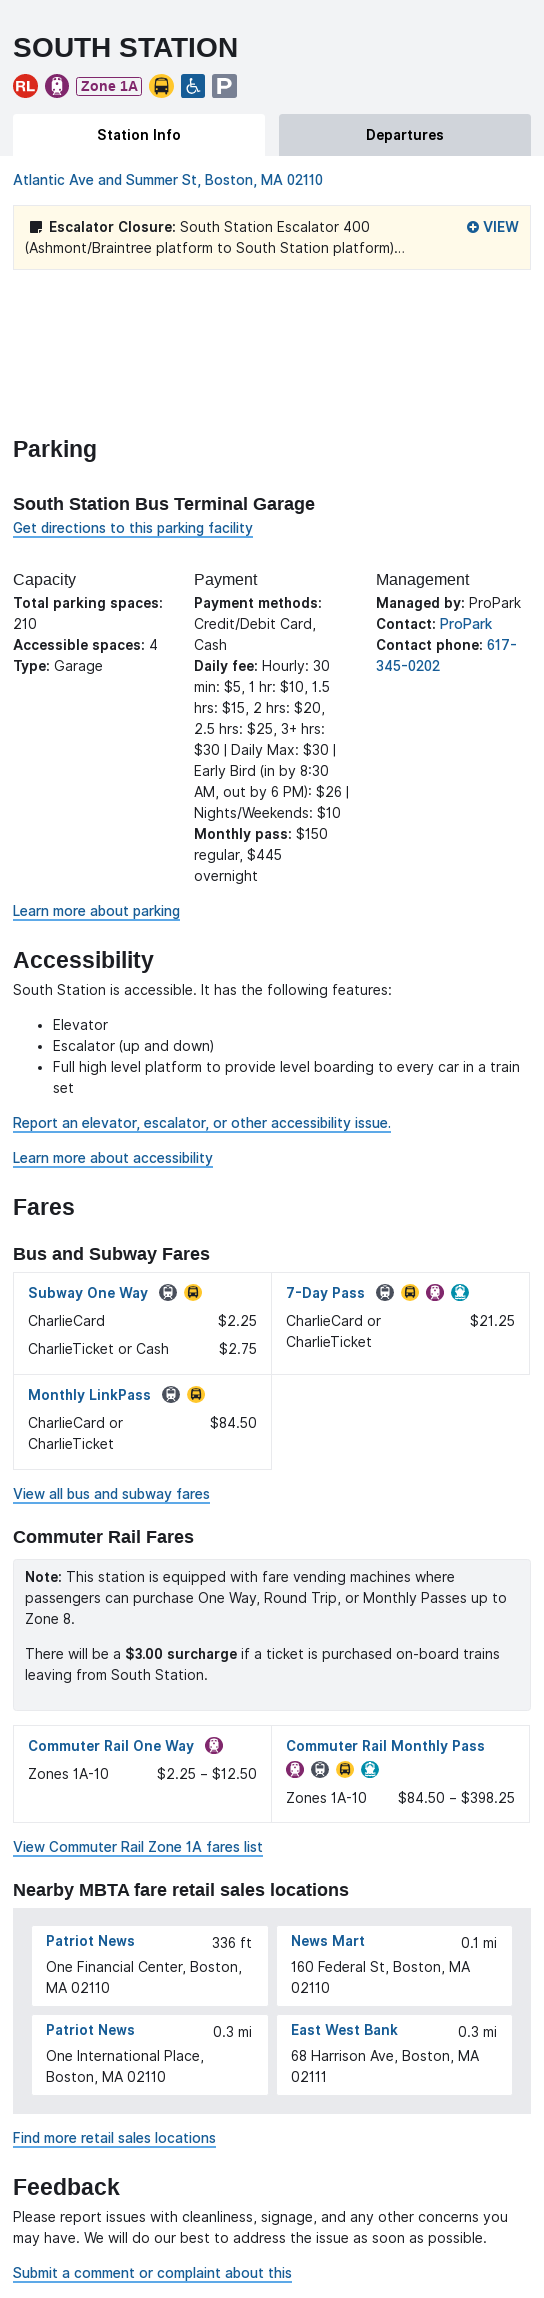 SOUTH STATION
RL Zone 1A P
Station Info Departures
Atlantic Ave and Summer St, Boston, MA 02110
Escalator Closure: South Station Escalator 400 VIEW
(Ashmont/Braintree platform to South Station platform)...
Parking
South Station Bus Terminal Garage
Get directions to this parking facility
Capacity
Total parking spaces:
210
Accessible spaces: 4
Type: Garage
Payment
Payment methods:
Credit/Debit Card,
Cash
Daily fee: Hourly: 30
min: $5, 1 hr: $10, 1.5
hrs: $15, 2 hrs: $20,
2.5 hrs: $25, 3+ hrs:
$30 | Daily Max: $30 |
Early Bird (in by 8:30
AM, out by 6 PM): $26 |
Nights/Weekends: $10
Monthly pass: $150
regular, $445
overnight
Management
Managed by: ProPark
Contact: ProPark
Contact phone: 617-
345-0202
Learn more about parking
Accessibility
South Station is accessible. It has the following features:
• Elevator
• Escalator (up and down)
• Full high level platform to provide level boarding to every car in a train
set
Report an elevator, escalator, or other accessibility issue.
Learn more about accessibility
Fares
Bus and Subway Fares
Subway One Way
CharlieCard $2.25
CharlieTicket or Cash $2.75
7-Day Pass
CharlieCard or $21.25
CharlieTicket
Monthly LinkPass
CharlieCard or $84.50
CharlieTicket
View all bus and subway fares
Commuter Rail Fares
Note: This station is equipped with fare vending machines where
passengers can purchase One Way, Round Trip, or Monthly Passes up to
Zone 8.
There will be a $3.00 surcharge if a ticket is purchased on-board trains
leaving from South Station.
Commuter Rail One Way
Zones 1A-10 $2.25 – $12.50
Commuter Rail Monthly Pass
Zones 1A-10 $84.50 – $398.25
View Commuter Rail Zone 1A fares list
Nearby MBTA fare retail sales locations
Patriot News 336 ft
One Financial Center, Boston,
MA 02110
News Mart 0.1 mi
160 Federal St, Boston, MA
02110
Patriot News 0.3 mi
One International Place,
Boston, MA 02110
East West Bank 0.3 mi
68 Harrison Ave, Boston, MA
02111
Find more retail sales locations
Feedback
Please report issues with cleanliness, signage, and any other concerns you
may have. We will do our best to address the issue as soon as possible.
Submit a comment or complaint about this